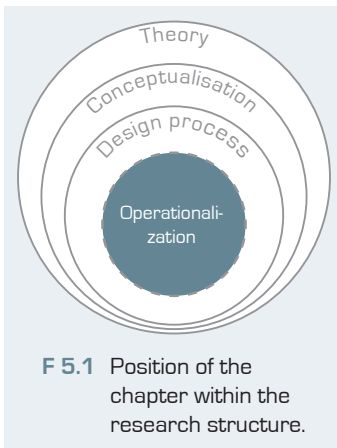 Theory
Conceptualisation
Design process
Operationali-
zation
F 5.1 Position of the
chapter within the
research structure.